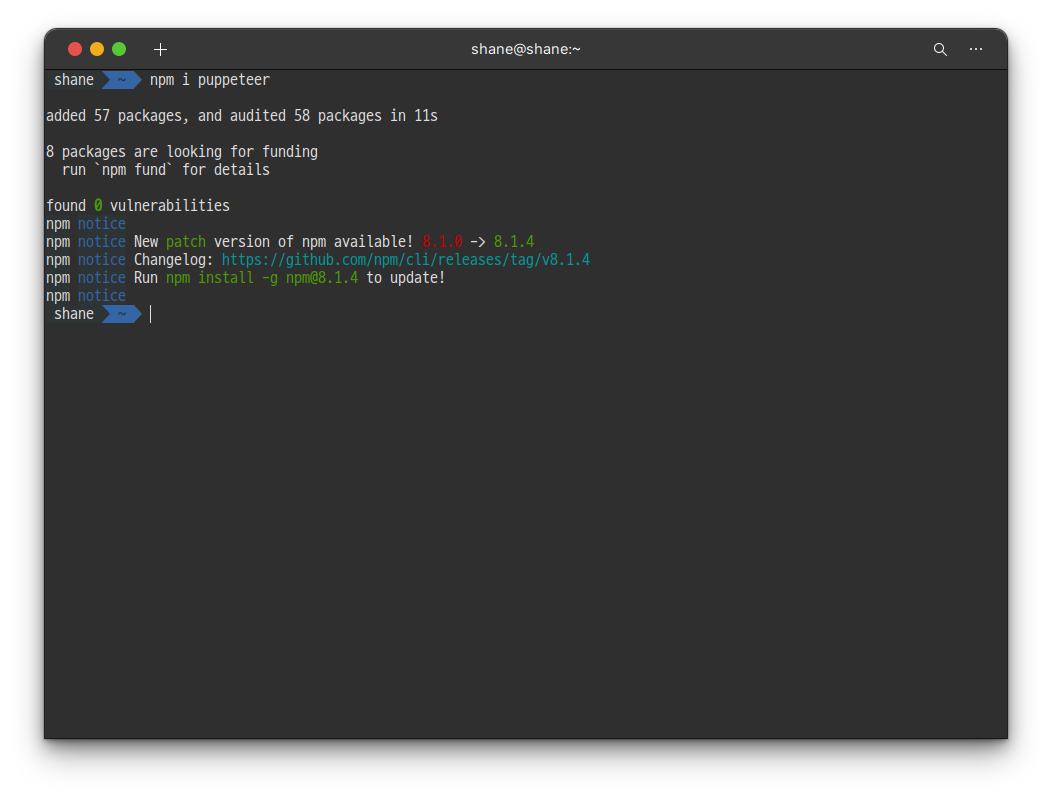 shane@shane:~
shane ~ npm i puppeteer
added 57 packages, and audited 58 packages in 11s
8 packages are looking for funding
run `npm fund` for details
found 0 vulnerabilities
npm notice
npm notice New patch version of npm available! 8.1.0 -> 8.1.4
npm notice Changelog: https://github.com/npm/cli/releases/tag/v8.1.4
npm notice Run npm install -g npm@8.1.4 to update!
npm notice
shane ~